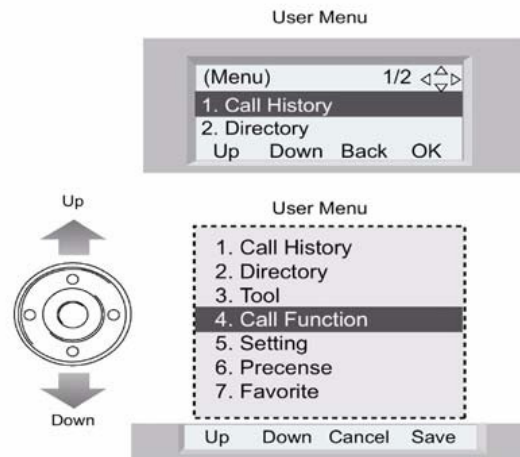 User Menu
(Menu) 1/2
1. Call History
2. Directory
Up Down Back OK
Up
Down
User Menu
1. Call History
2. Directory
3. Tool
4. Call Function
5. Setting
6. Precense
7. Favorite
Up Down Cancel Save